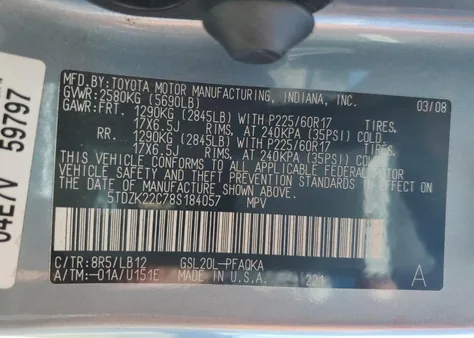 MFD.BY:TOYOTA MOTOR MANUFACTURING, INDIANA, INC.
GVWR:2580KG (5690LB) 03/08
GAWR:FRT. 1290KG (2845LB) WITH P225/60R17 TIRES,
17X6.5J RIMS, AT 240KPA (35PSI) COLD
RR. 1290KG (2845LB) WITH P225/60R17 TIRES,
17X6.5J RIMS, AT 240KPA (35PSI) COLD
THIS VEHICLE CONFORMS TO ALL APPLICABLE FEDERAL MOTOR
VEHICLE SAFETY AND THEFT PREVENTION STANDARDS IN EFFECT
ON THE DATE OF MANUFACTURE SHOWN ABOVE.
5TDZK22C78S184057 MPV
C/TR:8R5/LB12 GSL20L-PFAQKA
A/TM:-01A/U151E MADE IN U.S.A. 221 A
04E7V 59797